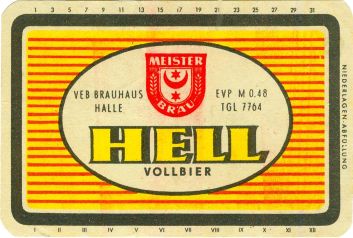 1 3 5 7 9 11 13 15 17 19 21 23 25 27 29 31
MEISTER
BRÄU
VEB BRAUHAUS
HALLE
EVP M 0.48
TGL 7764
HELL
VOLLBIER
NIEDERLAGEN-ABFÜLLUNG
I II III IV V VI VII VIII IX X XI XII